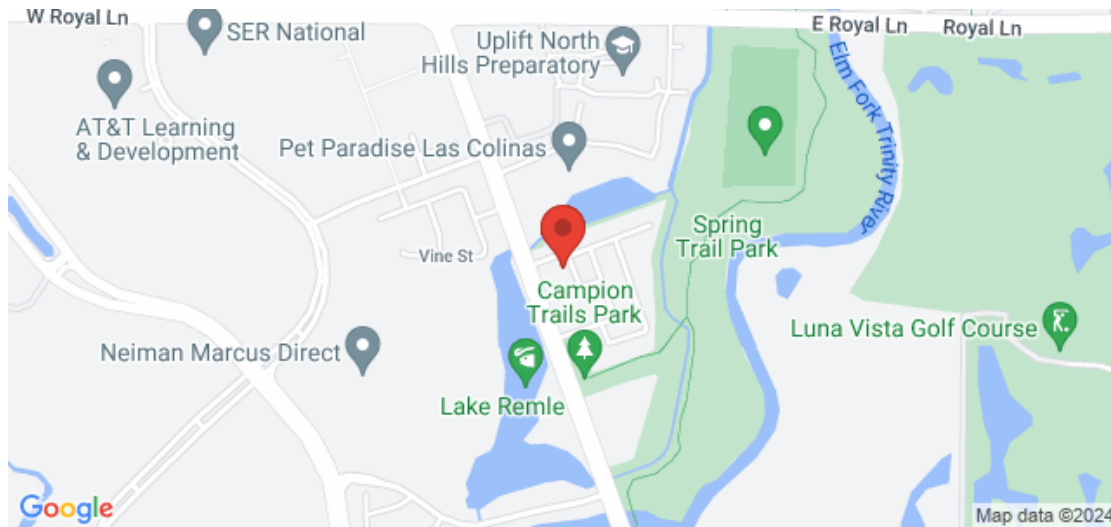 W Royal Ln
E Royal Ln
Royal Ln
SER National
Uplift North
Hills Preparatory
Elm Fork Trinity River
AT&T Learning
& Development
Pet Paradise Las Colinas
Spring
Trail Park
Vine St
Campion
Trails Park
Luna Vista Golf Course
Neiman Marcus Direct
Lake Remle
Google
Map data ©2024